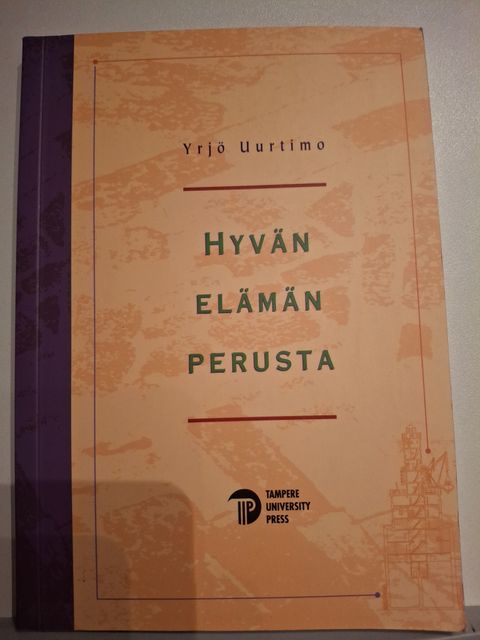 Yrjö Uurtimo
HYVÄN
ELÄMÄN
PERUSTA
TAMPERE
UNIVERSITY
PRESS